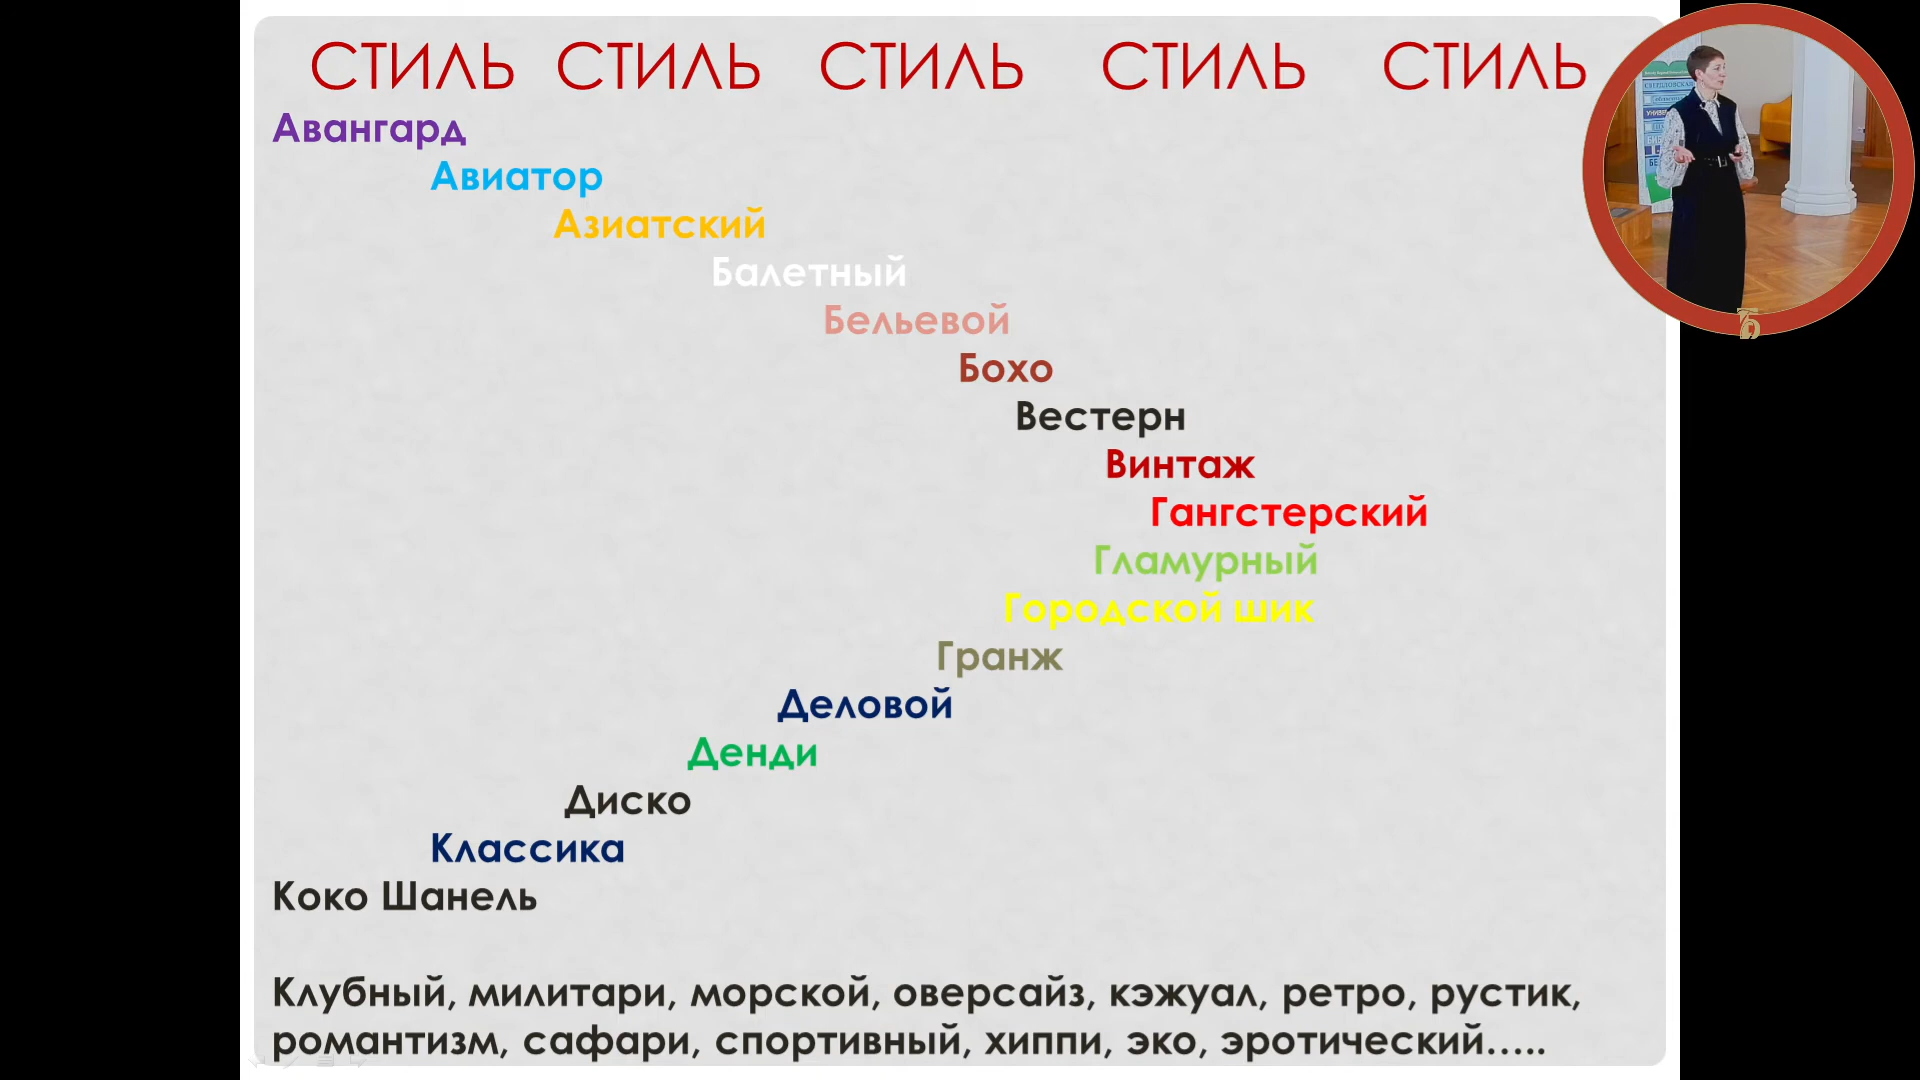 СТИЛЬ СТИЛЬ СТИЛЬ СТИЛЬ СТИЛЬ
Авангард
Авиатор
Азиатский
Балетный
Бельевой
Бохо
Вестерн
Винтаж
Гангстерский
Гламурный
Городской шик
Гранж
Деловой
Денди
Диско
Классика
Коко Шанель
Клубный, милитари, морской, оверсайз, кэжуал, ретро, рустик,
романтизм, сафари, спортивный, хиппи, эко, эротический.....
СВЕРДЛОВСКАЯ